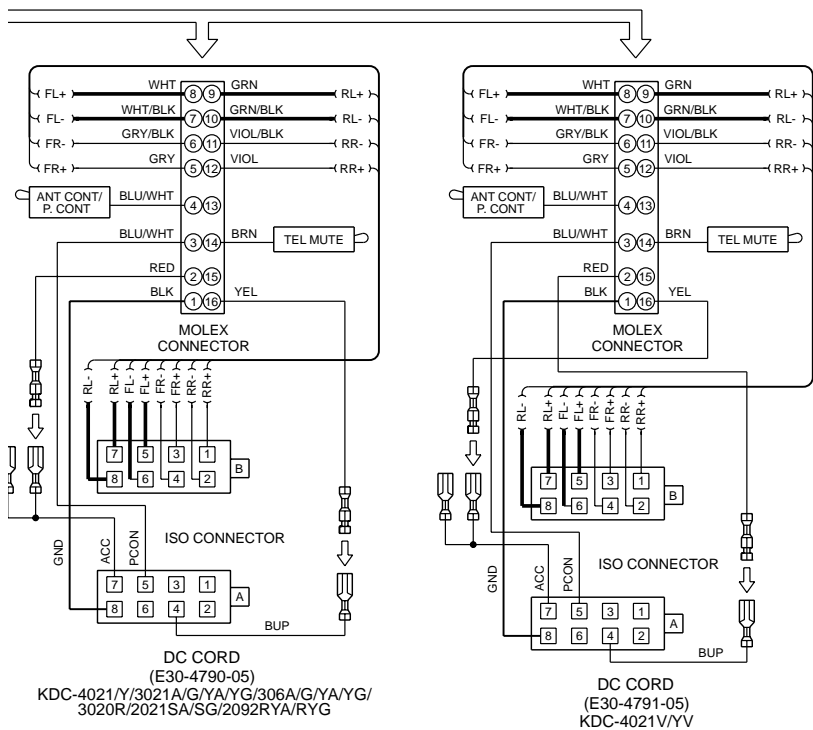 WHT 8 9 GRN
FL+ RL+
WHT/BLK 7 10 GRN/BLK
FL- RL-
GRY/BLK 6 11 VIOL/BLK
FR- RR-
GRY 5 12 VIOL
FR+ RR+
ANT CONT/
P. CONT
BLU/WHT 4 13
BLU/WHT 3 14 BRN TEL MUTE
RED 2 15
BLK 1 16 YEL
MOLEX
CONNECTOR
RL- RL+ FL- FL+ FR- FR+ RR- RR+
7 5 3 1
8 6 4 2
B
ISO CONNECTOR
GND ACC PCON
7 5 3 1
8 6 4 2
A
BUP
DC CORD
(E30-4790-05)
KDC-4021/Y/3021A/G/YA/YG/306A/G/YA/YG/
3020R/2021SA/SG/2092RYA/RYG
WHT 8 9 GRN
FL+ RL+
WHT/BLK 7 10 GRN/BLK
FL- RL-
GRY/BLK 6 11 VIOL/BLK
FR- RR-
GRY 5 12 VIOL
FR+ RR+
ANT CONT/
P. CONT
BLU/WHT 4 13
BLU/WHT 3 14 BRN TEL MUTE
RED 2 15
BLK 1 16 YEL
MOLEX
CONNECTOR
RL- RL+ FL- FL+ FR- FR+ RR- RR+
7 5 3 1
8 6 4 2
B
ISO CONNECTOR
GND ACC PCON
7 5 3 1
8 6 4 2
A
BUP
DC CORD
(E30-4791-05)
KDC-4021V/YV